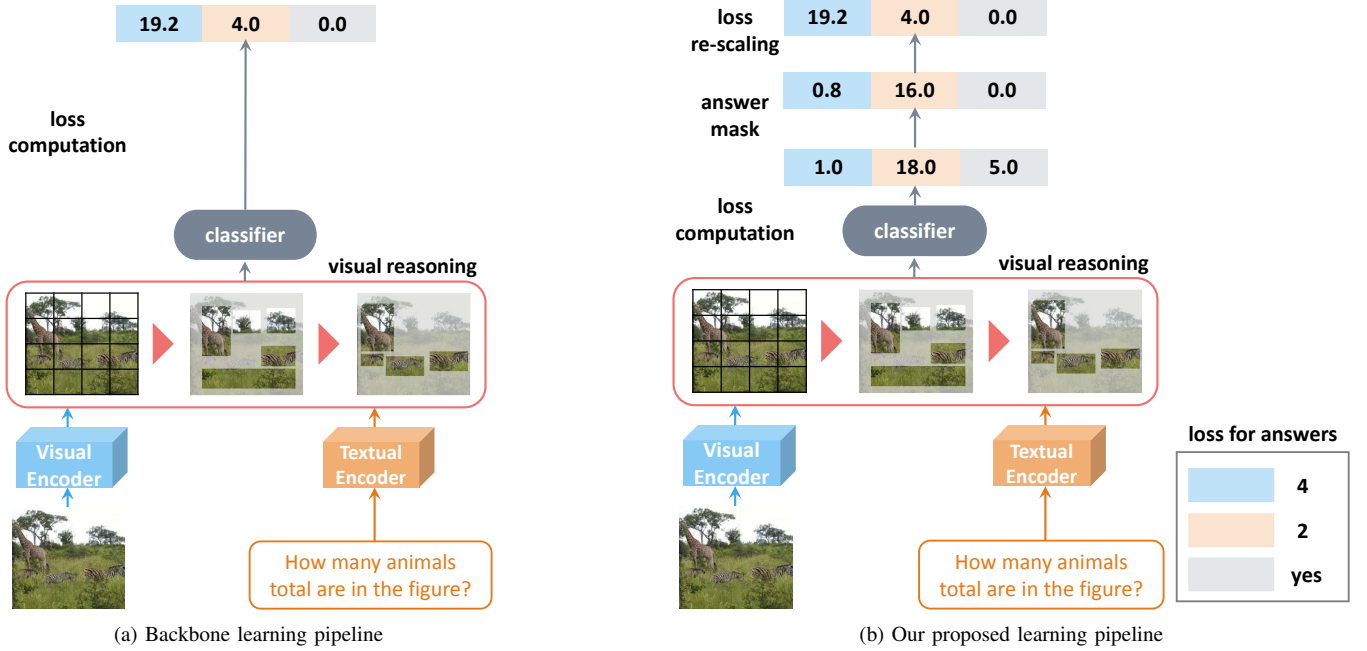 19.2 4.0 0.0
loss
computation
classifier
visual reasoning
Visual
Encoder
Textual
Encoder
How many animals
total are in the figure?
(a) Backbone learning pipeline
loss
re-scaling
19.2 4.0 0.0
answer
mask
0.8 16.0 0.0
1.0 18.0 5.0
loss
computation
classifier
visual reasoning
Visual
Encoder
Textual
Encoder
How many animals
total are in the figure?
loss for answers
4
2
yes
(b) Our proposed learning pipeline